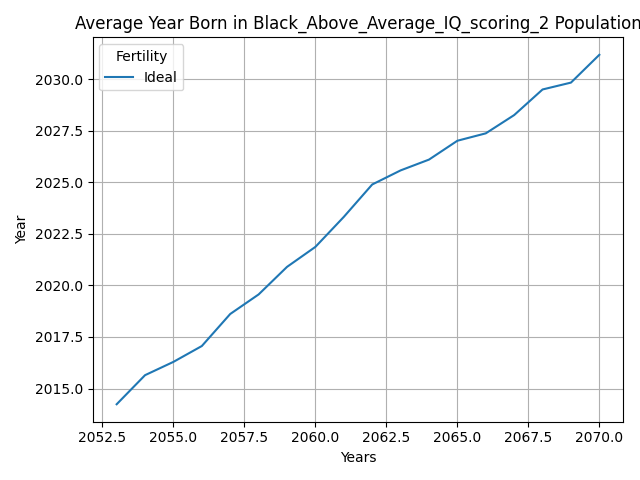 Average Year Born in Black_Above_Average_IQ_scoring_2 Population
Fertility
Ideal
2030.0
2027.5
2025.0
2022.5
2020.0
2017.5
2015.0
Year
2052.5 2055.0 2057.5 2060.0 2062.5 2065.0 2067.5 2070.0
Years